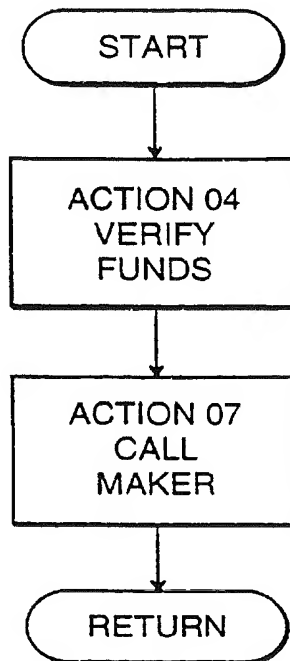 START
ACTION 04
VERIFY
FUNDS
ACTION 07
CALL
MAKER
RETURN